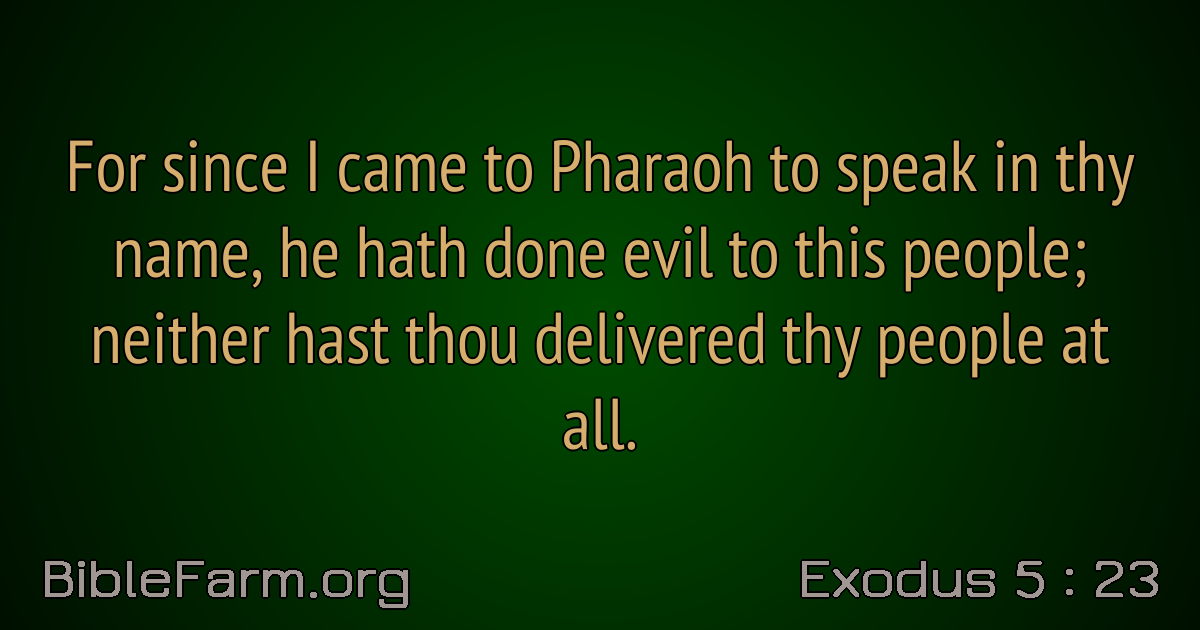 For since I came to Pharaoh to speak in thy
name, he hath done evil to this people;
neither hast thou delivered thy people at
all.
BibleFarm.org
Exodus 5 : 23